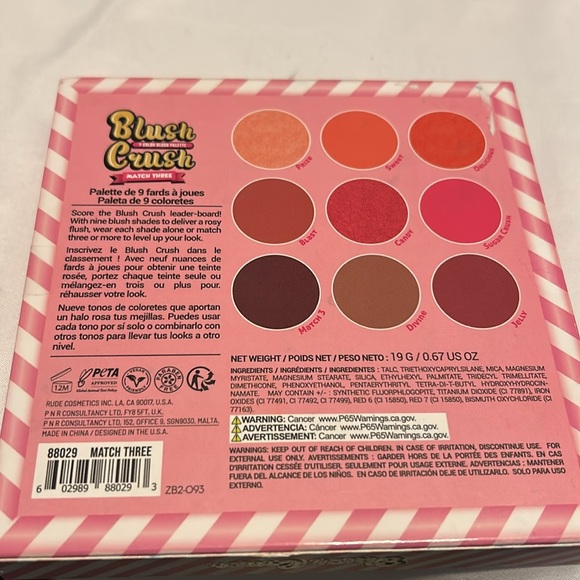 Blush
9 COLOR BLUSH PALETTE
Crush
MATCH THREE
Palette de 9 fards à joues
Paleta de 9 coloretes
Score the Blush Crush leader-board!
With nine blush shades to deliver a rosy
flush, wear each shade alone or match
three or more to level up your look.
Inscrivez le Blush Crush dans le
classement ! Avec neuf nuances de
fards à joues pour obtenir une teinte
rosée, portez chaque teinte seule ou
mélangez-en trois ou plus pour
réhausser votre look.
Nueve tonos de coloretes que aportan
un halo rosa tus mejillas. Puedes usar
cada tono por sí solo o combinarlo con
otros tonos para llevar tus looks a otro
nivel.
Prize
Sweet
Delicious
Blast
Candy
Sugar Crush
Match 3
Divine
Jelly
12M
PETA
APPROVED
VEGAN
RUDE COSMETICS INC. LA, CA 90017, U.S.A.
P N R CONSULTANCY LTD, FY8 5FT, U.K.
P N R CONSULTANCY LTD, 152, OFFICE 9, SGN9030, MALTA.
MADE IN CHINA / DESIGNED IN THE U.S.A.
88029 MATCH THREE
6 02989 88029 3
ZB2-093
NET WEIGHT / POIDS NET / PESO NETO : 19 G / 0.67 US OZ
INGREDIENTS / INGRÉDIENTS / INGREDIENTES : TALC, TRIETHOXYCAPRYLYLSILANE, MICA, MAGNESIUM
MYRISTATE, MAGNESIUM STEARATE, SILICA, ETHYLHEXYL PALMITATE, TRIDECYL TRIMELLITATE,
DIMETHICONE, PHENOXYETHANOL, PENTAERYTHRITYL TETRA-DI-T-BUTYL HYDROXYHYDROCIN-
NAMATE. MAY CONTAIN +/- : SYNTHETIC FLUORPHLOGOPITE, TITANIUM DIOXIDE (CI 77891), IRON
OXIDES (CI 77491, CI 77492, CI 77499), RED 6 (CI 15850), RED 7 (CI 15850), BISMUTH OXYCHLORIDE (CI
77163).
WARNING: Cancer www.P65Warnings.ca.gov.
ADVERTENCIA: Cáncer www.P65Warnings.ca.gov.
AVERTISSEMENT: Cancer www.P65Warnings.ca.gov.
WARNINGS: KEEP OUT OF REACH OF CHILDREN. IN CASE OF IRRITATION, DISCONTINUE USE. FOR
EXTERNAL USE ONLY. AVERTISSEMENTS : GARDER HORS DE LA PORTÉE DES ENFANTS. EN CAS
D'IRRITATION CESSER D'UTILISER. SEULEMENT POUR USAGE EXTERNE. ADVERTENCIAS : MANTENER
FUERA DEL ALCANCE DE LOS NIÑOS. EN CASO DE IRRITACIÓN DEJE DE UTILIZARLO. SOLO PARA USO
EXTERNO.